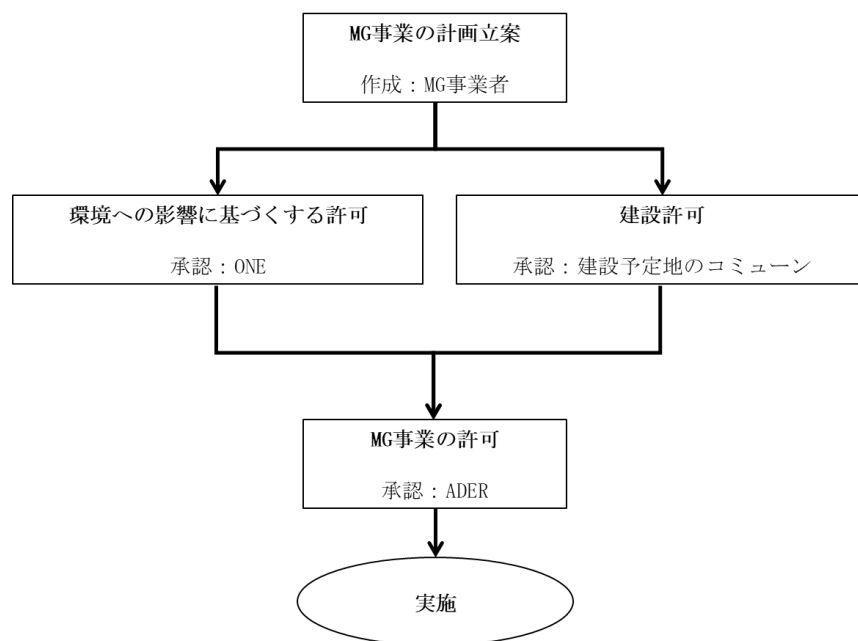 MG事業の計画立案
作成：MG事業者
環境への影響に基づくする許可
承認：ONE
建設許可
承認：建設予定地のコミューン
MG事業の許可
承認：ADER
実施